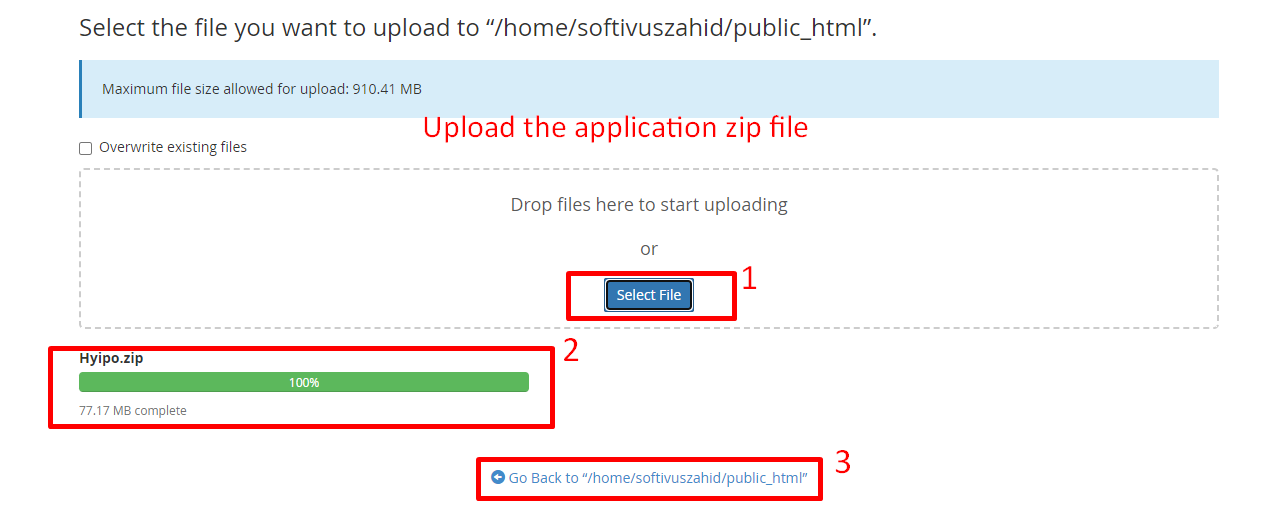 Select the file you want to upload to “/home/softivuszahid/public_html”.
Maximum file size allowed for upload: 910.41 MB
Upload the application zip file
Overwrite existing files
Drop files here to start uploading
or
Select File
1
Hyipo.zip
2
100%
77.17 MB complete
Go Back to “/home/softivuszahid/public_html”
3